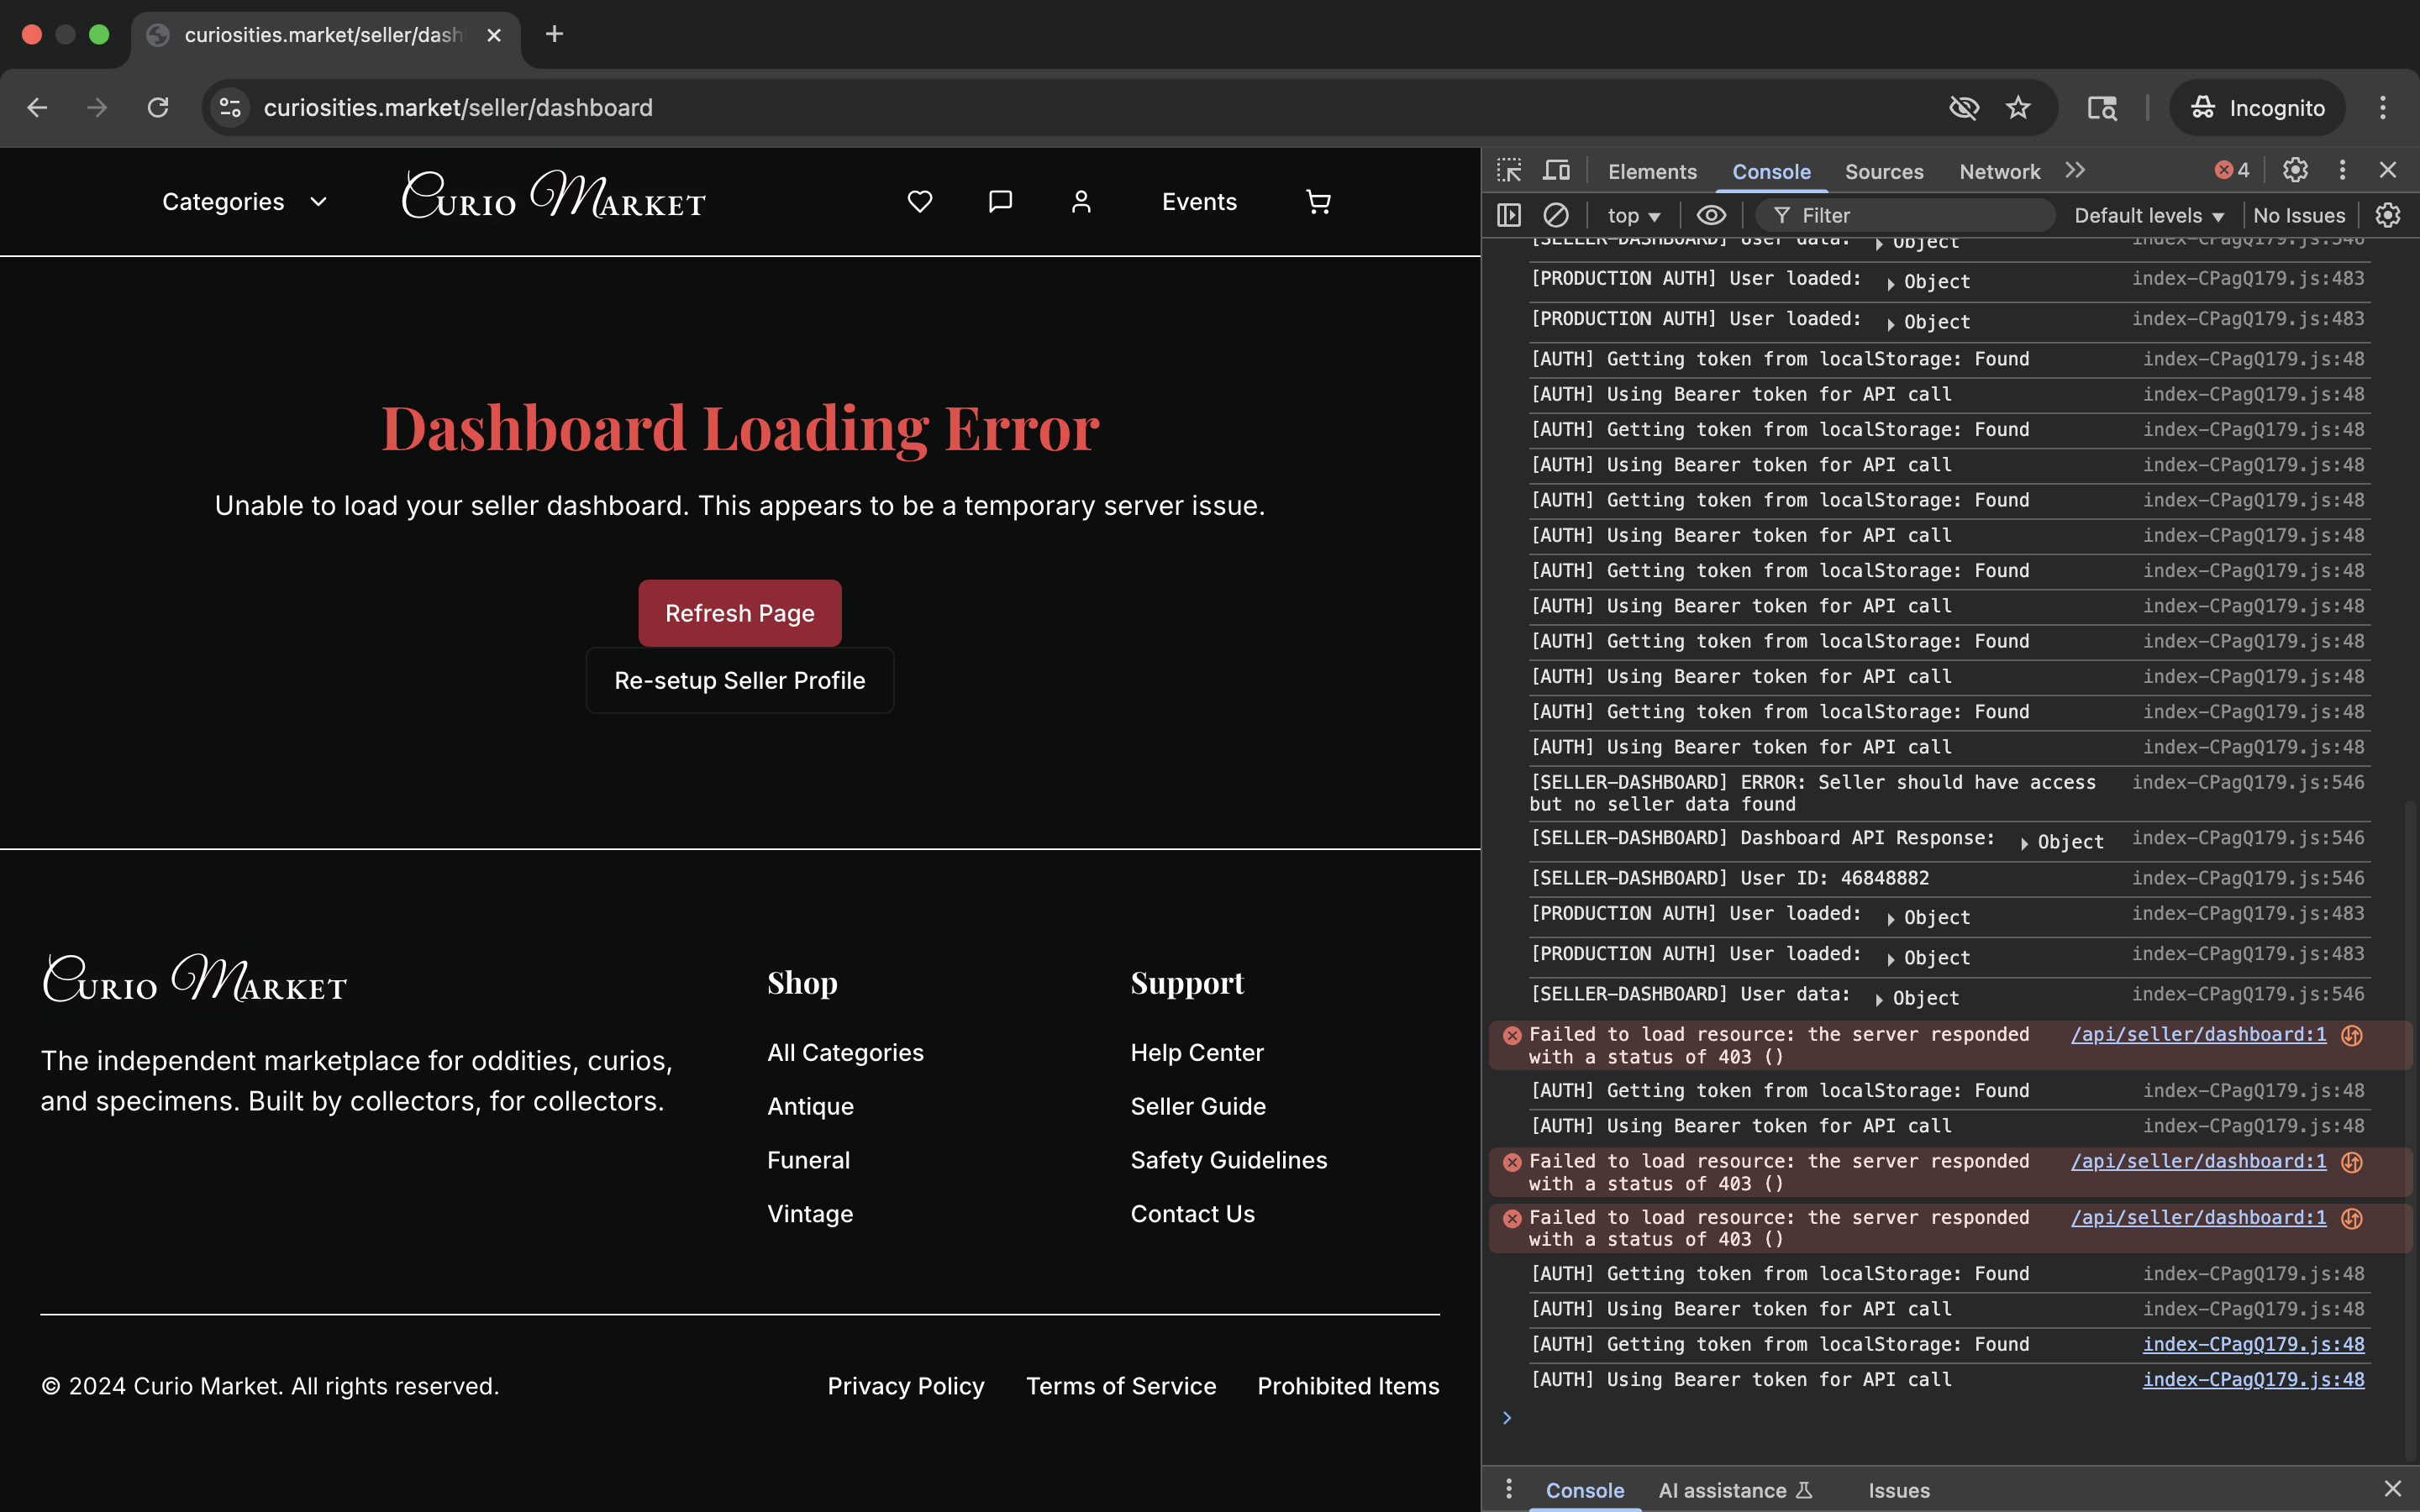 curiosities.market/seller/dash
curiosities.market/seller/dashboard
Incognito
Categories
Curio Market
Events
Dashboard Loading Error
Unable to load your seller dashboard. This appears to be a temporary server issue.
Refresh Page
Re-setup Seller Profile
Curio Market
The independent marketplace for oddities, curios,
and specimens. Built by collectors, for collectors.
Shop
All Categories
Antique
Funeral
Vintage
Support
Help Center
Seller Guide
Safety Guidelines
Contact Us
© 2024 Curio Market. All rights reserved.
Privacy Policy Terms of Service Prohibited Items
Elements Console Sources Network 4
top Filter Default levels No Issues
[SELLER-DASHBOARD] User data: Object index-CPagQ179.js:546
[PRODUCTION AUTH] User loaded: Object index-CPagQ179.js:483
[PRODUCTION AUTH] User loaded: Object index-CPagQ179.js:483
[AUTH] Getting token from localStorage: Found index-CPagQ179.js:48
[AUTH] Using Bearer token for API call index-CPagQ179.js:48
[AUTH] Getting token from localStorage: Found index-CPagQ179.js:48
[AUTH] Using Bearer token for API call index-CPagQ179.js:48
[AUTH] Getting token from localStorage: Found index-CPagQ179.js:48
[AUTH] Using Bearer token for API call index-CPagQ179.js:48
[AUTH] Getting token from localStorage: Found index-CPagQ179.js:48
[AUTH] Using Bearer token for API call index-CPagQ179.js:48
[AUTH] Getting token from localStorage: Found index-CPagQ179.js:48
[AUTH] Using Bearer token for API call index-CPagQ179.js:48
[AUTH] Getting token from localStorage: Found index-CPagQ179.js:48
[AUTH] Using Bearer token for API call index-CPagQ179.js:48
[SELLER-DASHBOARD] ERROR: Seller should have access index-CPagQ179.js:546
but no seller data found
[SELLER-DASHBOARD] Dashboard API Response: Object index-CPagQ179.js:546
[SELLER-DASHBOARD] User ID: 46848882 index-CPagQ179.js:546
[PRODUCTION AUTH] User loaded: Object index-CPagQ179.js:483
[PRODUCTION AUTH] User loaded: Object index-CPagQ179.js:483
[SELLER-DASHBOARD] User data: Object index-CPagQ179.js:546
Failed to load resource: the server responded /api/seller/dashboard:1
with a status of 403 ()
[AUTH] Getting token from localStorage: Found index-CPagQ179.js:48
[AUTH] Using Bearer token for API call index-CPagQ179.js:48
Failed to load resource: the server responded /api/seller/dashboard:1
with a status of 403 ()
Failed to load resource: the server responded /api/seller/dashboard:1
with a status of 403 ()
[AUTH] Getting token from localStorage: Found index-CPagQ179.js:48
[AUTH] Using Bearer token for API call index-CPagQ179.js:48
[AUTH] Getting token from localStorage: Found index-CPagQ179.js:48
[AUTH] Using Bearer token for API call index-CPagQ179.js:48
Console AI assistance Issues